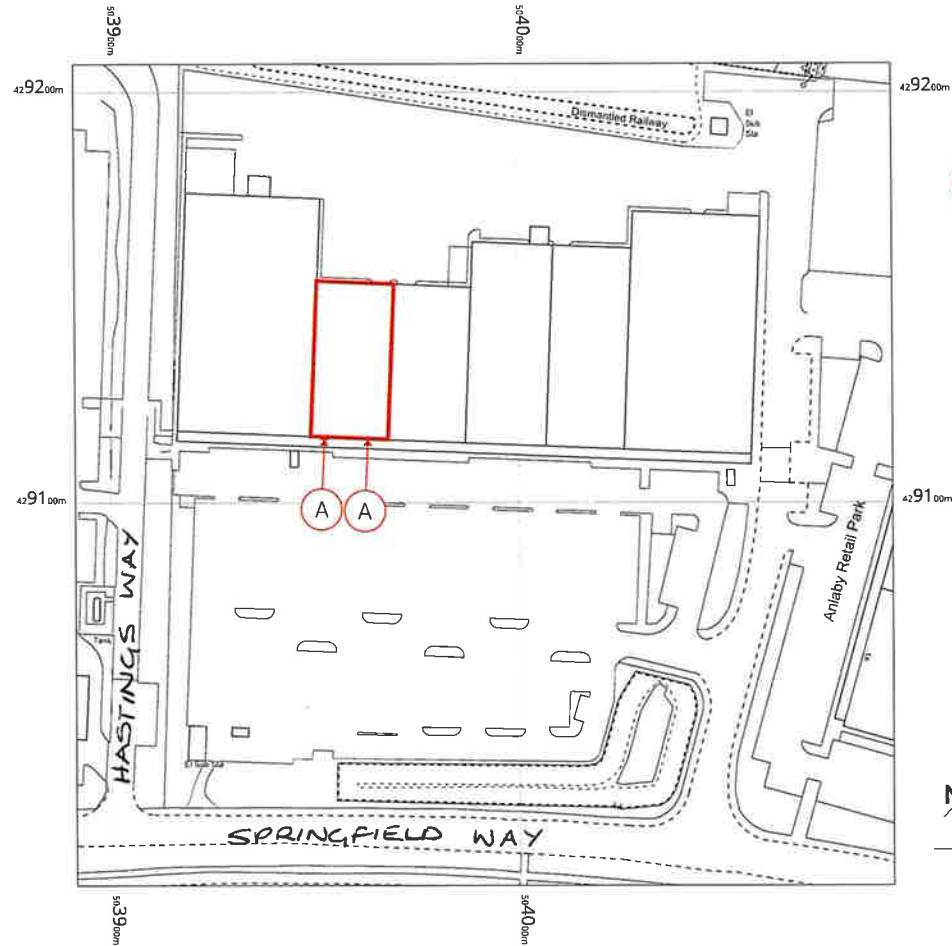 5039 00m
5040 00m
4292 00m
4292 00m
Dismantled Railway
El
Sub
Sta
4291 00m
A
A
4291 00m
Anlaby Retail Park
HASTINGS WAY
Tank
El Sub Sta
SPRINGFIELD WAY
N
5039 00m
5040 00m